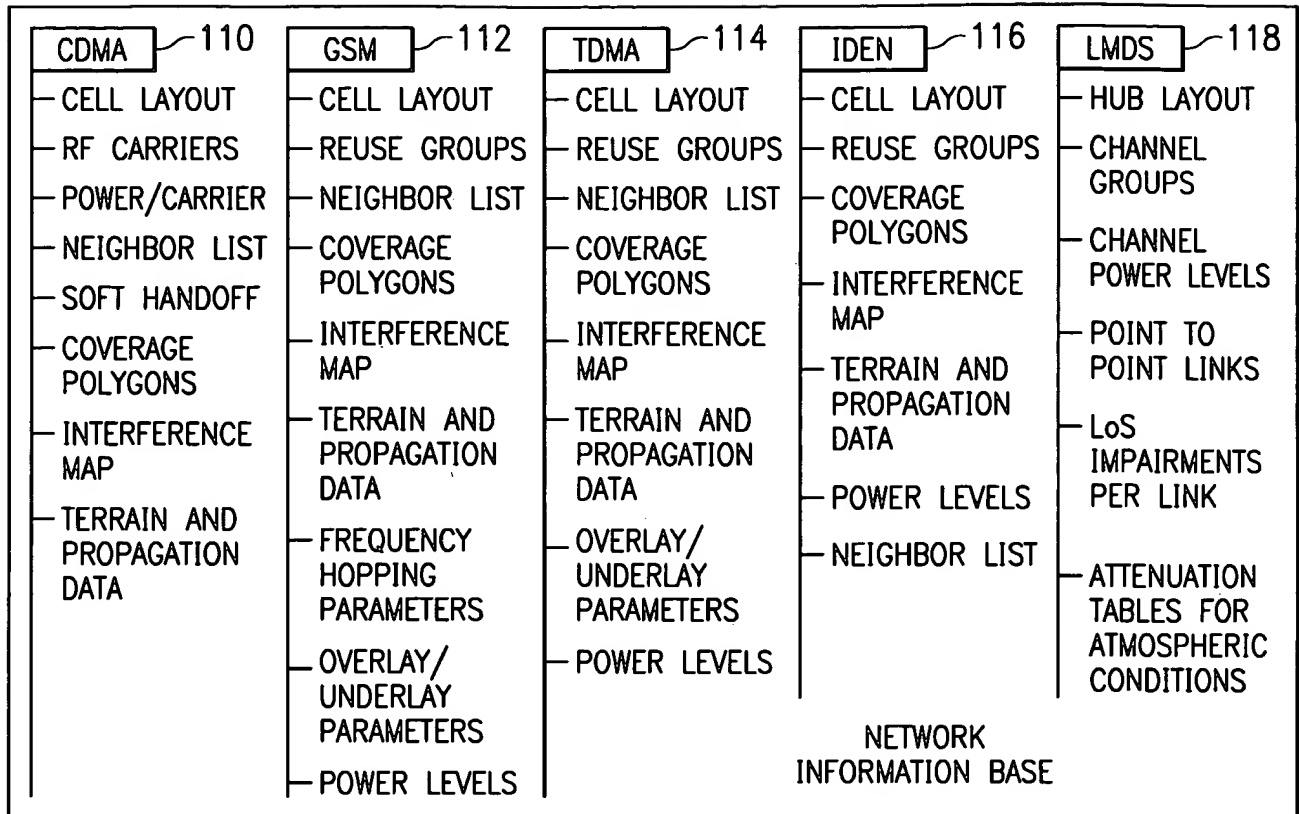 CDMA 110
CELL LAYOUT
RF CARRIERS
POWER/CARRIER
NEIGHBOR LIST
SOFT HANDOFF
COVERAGE
POLYGONS
INTERFERENCE
MAP
TERRAIN AND
PROPAGATION
DATA
GSM 112
CELL LAYOUT
REUSE GROUPS
NEIGHBOR LIST
COVERAGE
POLYGONS
INTERFERENCE
MAP
TERRAIN AND
PROPAGATION
DATA
FREQUENCY
HOPPING
PARAMETERS
OVERLAY/
UNDERLAY
PARAMETERS
POWER LEVELS
TDMA 114
CELL LAYOUT
REUSE GROUPS
NEIGHBOR LIST
COVERAGE
POLYGONS
INTERFERENCE
MAP
TERRAIN AND
PROPAGATION
DATA
OVERLAY/
UNDERLAY
PARAMETERS
POWER LEVELS
IDEN 116
CELL LAYOUT
REUSE GROUPS
COVERAGE
POLYGONS
INTERFERENCE
MAP
TERRAIN AND
PROPAGATION
DATA
POWER LEVELS
NEIGHBOR LIST
LMDS 118
HUB LAYOUT
CHANNEL
GROUPS
CHANNEL
POWER LEVELS
POINT TO
POINT LINKS
LoS
IMPAIRMENTS
PER LINK
ATTENUATION
TABLES FOR
ATMOSPHERIC
CONDITIONS
NETWORK
INFORMATION BASE